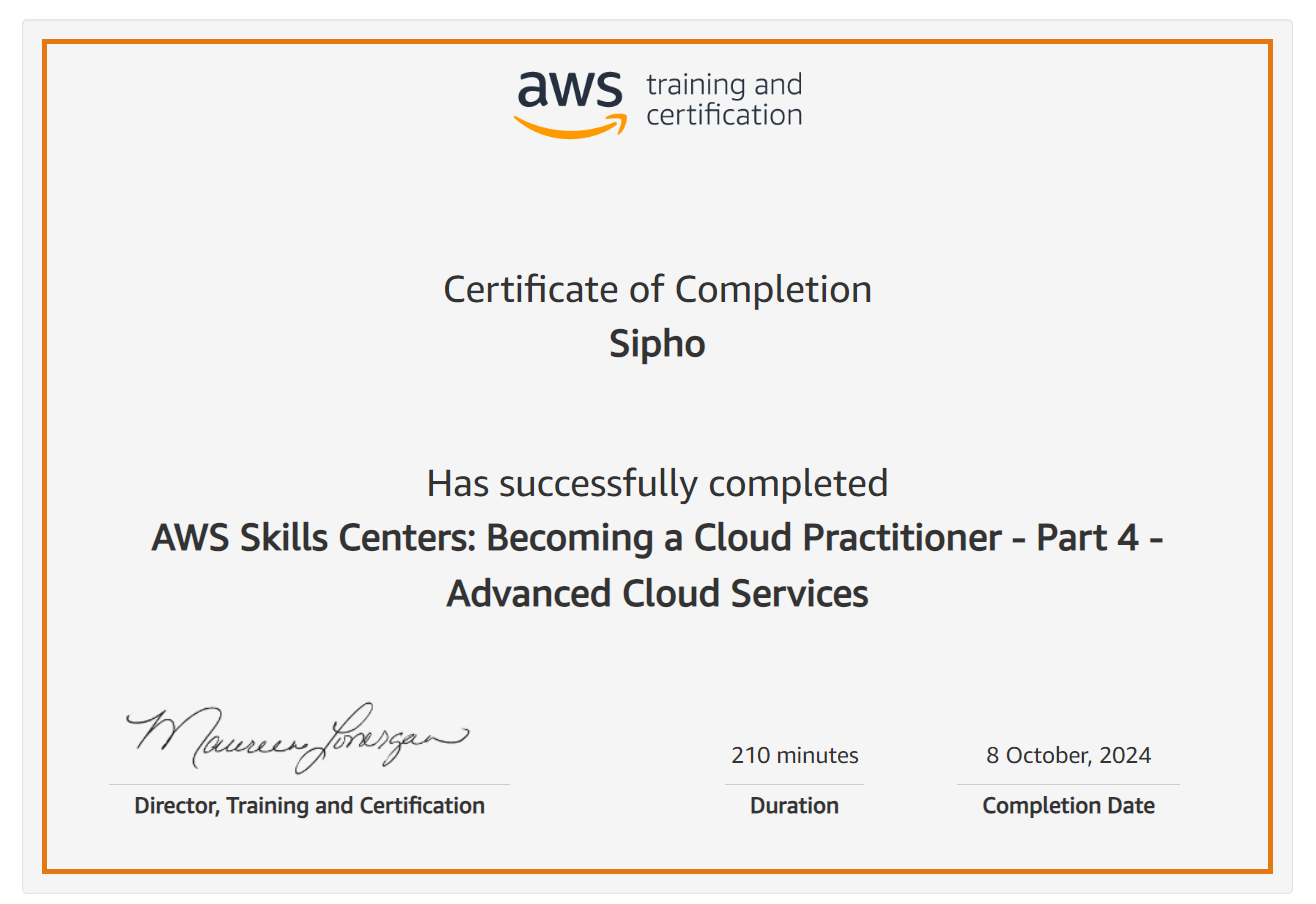 aws training and
certification
Certificate of Completion
Sipho
Has successfully completed
AWS Skills Centers: Becoming a Cloud Practitioner - Part 4 -
Advanced Cloud Services
Maureen Lonergan
210 minutes
8 October, 2024
Director, Training and Certification
Duration
Completion Date